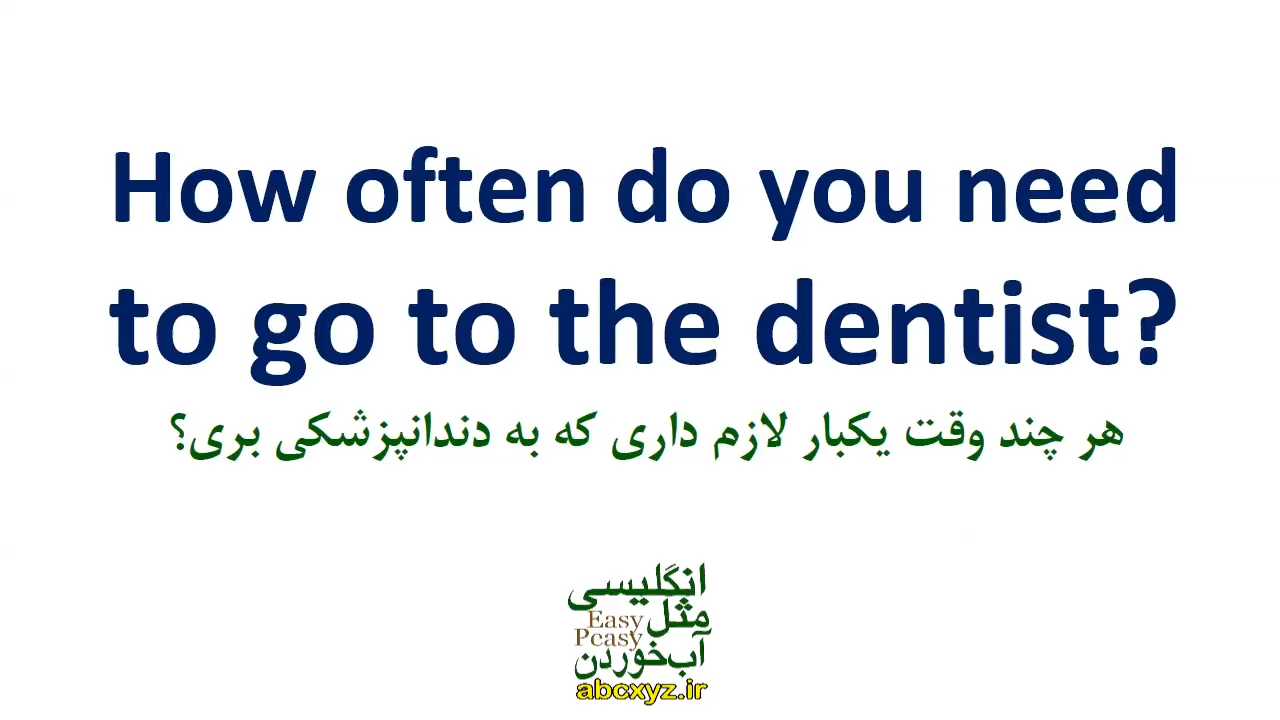 How often do you need
to go to the dentist?
هر چند وقت یکبار لازم داری که به دندانپزشکی بری؟
انگلیسی
مثل
Easy
Pcasy
آب‌خوردن
abcxyz.ir